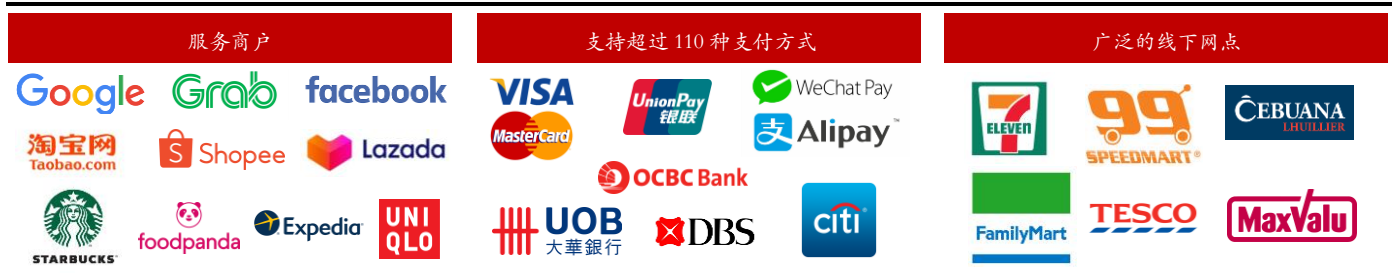 服务商户
Google
Grab
facebook
淘宝网
Taobao.com
S
Shopee
Lazada
STARBUCKS
foodpanda
Expedia
UNI
QLO
支持超过 110 种支付方式
VISA
MasterCard
UnionPay
银联
WeChat Pay
支
Alipay™
OCBC Bank
UOB
大華銀行
DBS
citi
广泛的线下网点
7
ELEVEN
99
SPEEDMART®
CEBUANA
LHUILLIER
FamilyMart
TESCO
MaxValu